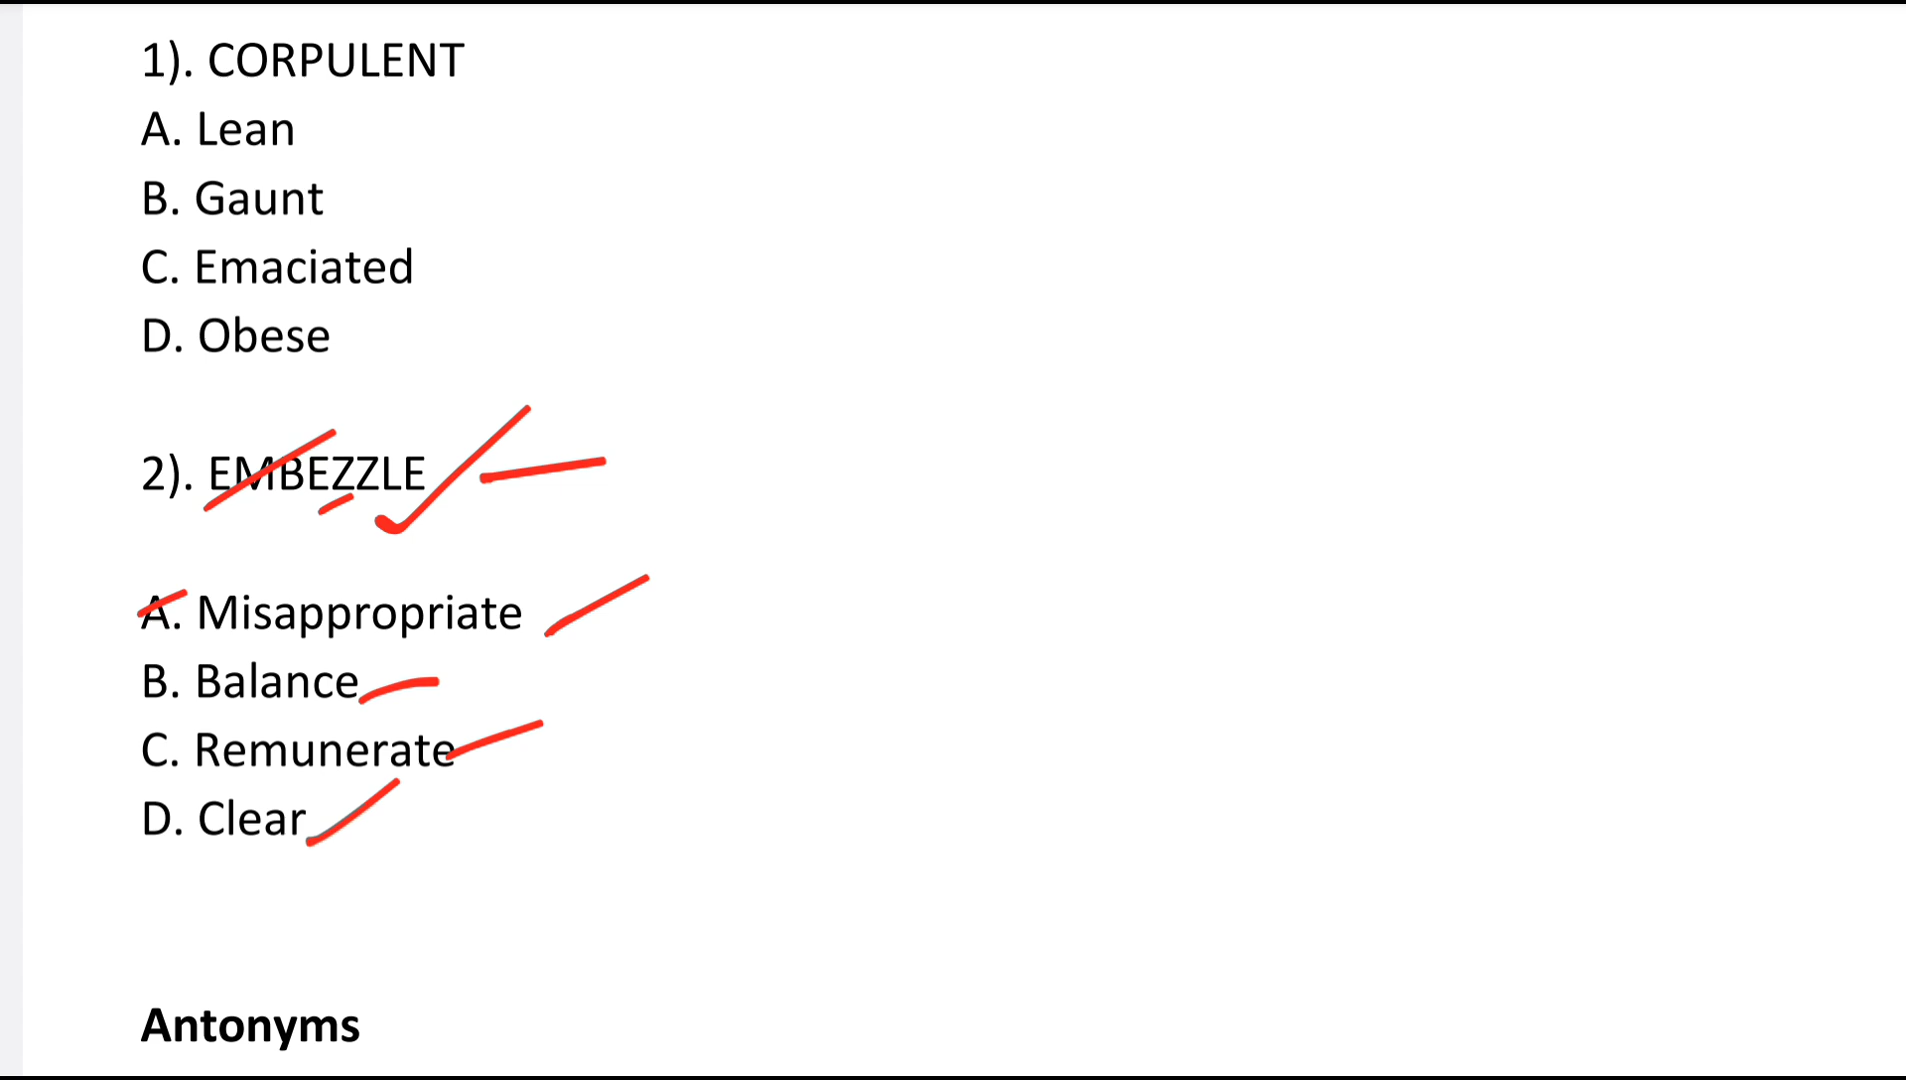 1). CORPULENT
A. Lean
B. Gaunt
C. Emaciated
D. Obese
2). EMBEZZLE
A. Misappropriate
B. Balance
C. Remunerate
D. Clear
Antonyms